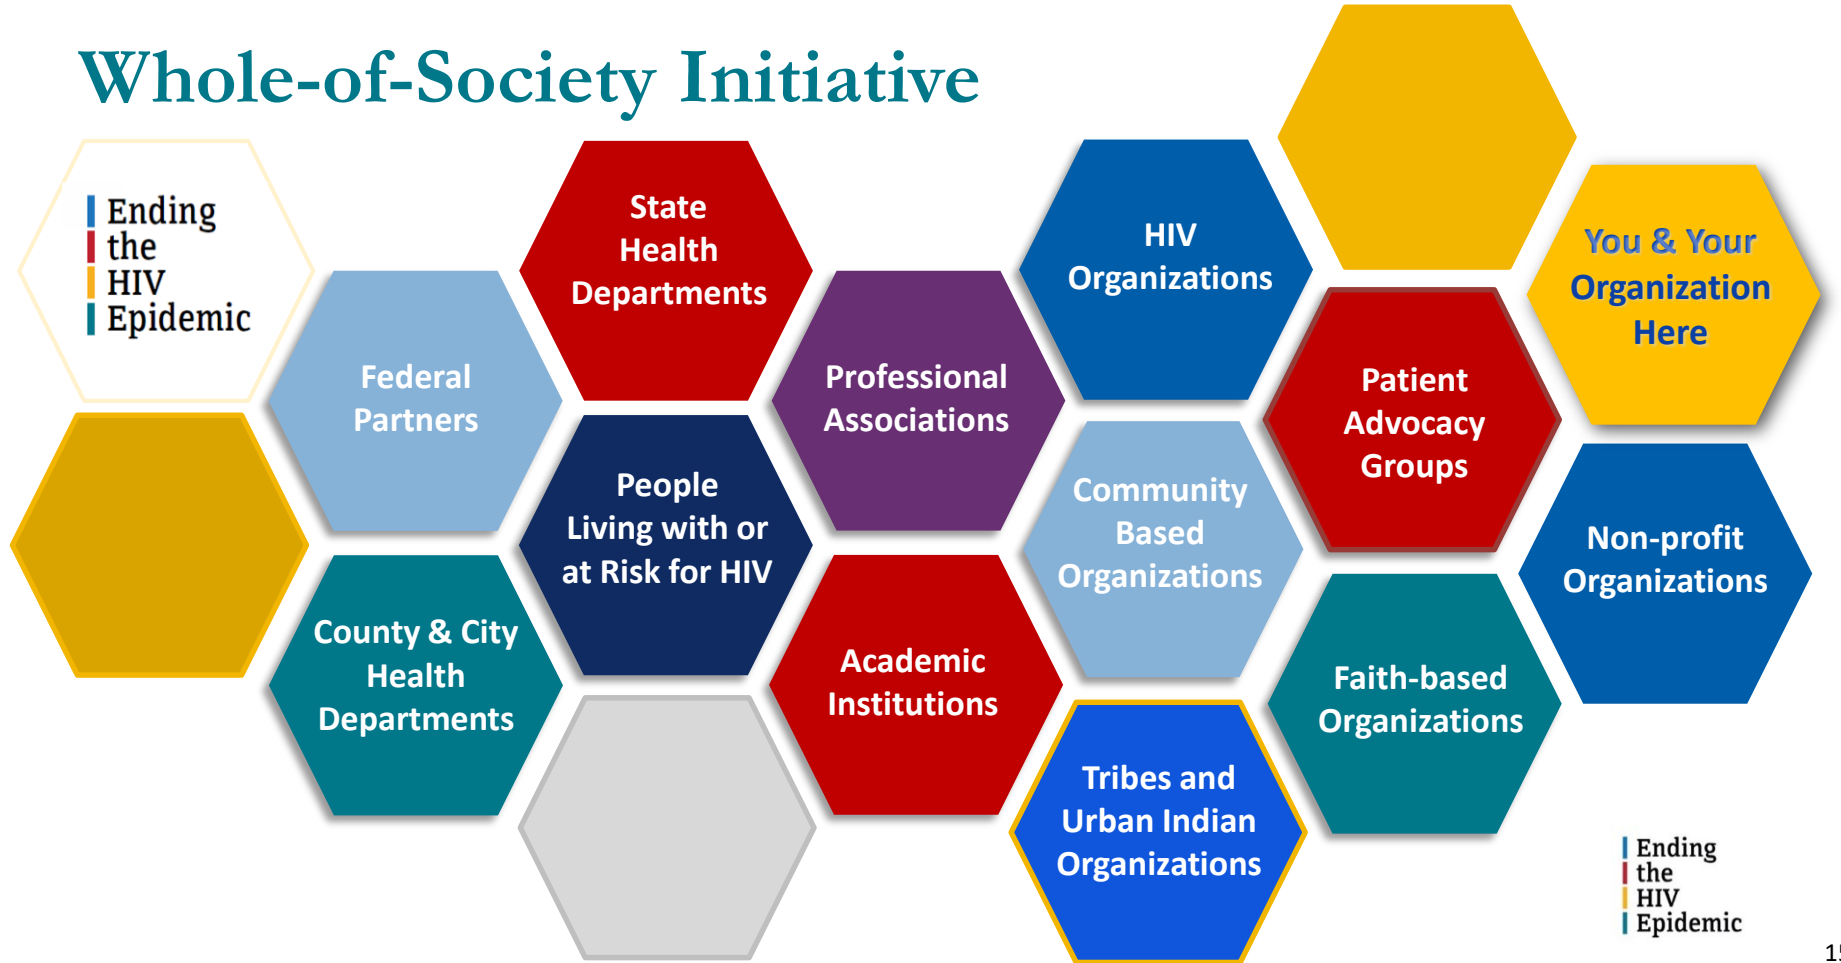 Whole-of-Society Initiative
Ending
the
HIV
Epidemic
Federal
Partners
State
Health
Departments
People
Living with or
at Risk for HIV
County & City
Health
Departments
Professional
Associations
Academic
Institutions
HIV
Organizations
Community
Based
Organizations
Tribes and
Urban Indian
Organizations
Patient
Advocacy
Groups
Faith-based
Organizations
You & Your
Organization
Here
Non-profit
Organizations
Ending
the
HIV
Epidemic
15